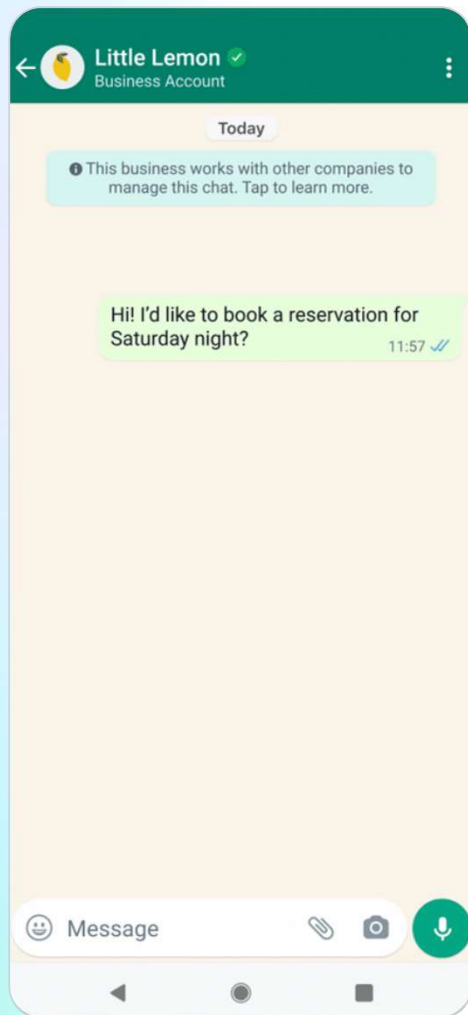 Little Lemon
Business Account
Today
This business works with other companies to
manage this chat. Tap to learn more.
Hi! I’d like to book a reservation for
Saturday night?
11:57
Message